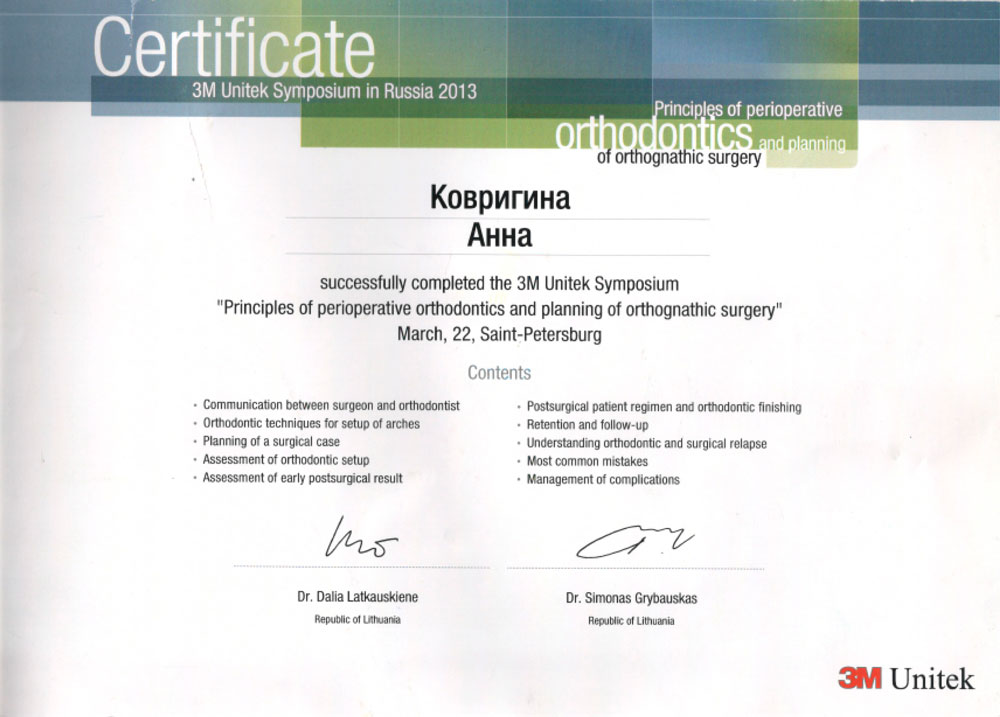 Certificate
3M Unitek Symposium in Russia 2013
Principles of perioperative
orthodontics and planning
of orthognathic surgery
Ковригина
Анна
successfully completed the 3M Unitek Symposium
"Principles of perioperative orthodontics and planning of orthognathic surgery"
March, 22, Saint-Petersburg
Contents
• Communication between surgeon and orthodontist
• Orthodontic techniques for setup of arches
• Planning of a surgical case
• Assessment of orthodontic setup
• Assessment of early postsurgical result
• Postsurgical patient regimen and orthodontic finishing
• Retention and follow-up
• Understanding orthodontic and surgical relapse
• Most common mistakes
• Management of complications
Dr. Dalia Latkauskiene
Republic of Lithuania
Dr. Simonas Grybauskas
Republic of Lithuania
3M Unitek